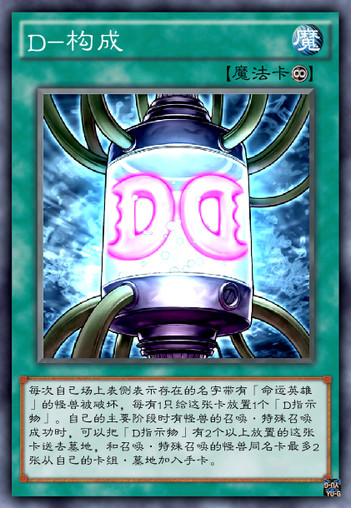 D-构成
魔
【魔法卡∞】
DD
每次自己场上表侧表示存在的名字带有「命运英雄
」的怪兽被破坏，每有1只给这张卡放置1个「D指示
物」。自己的主要阶段时有怪兽的召唤·特殊召唤
成功时，可以把「D指示物」有2个以上放置的这张
卡送去墓地，和召唤·特殊召唤的怪兽同名卡最多2
张从自己的卡组·墓地加入手卡。
YU-G